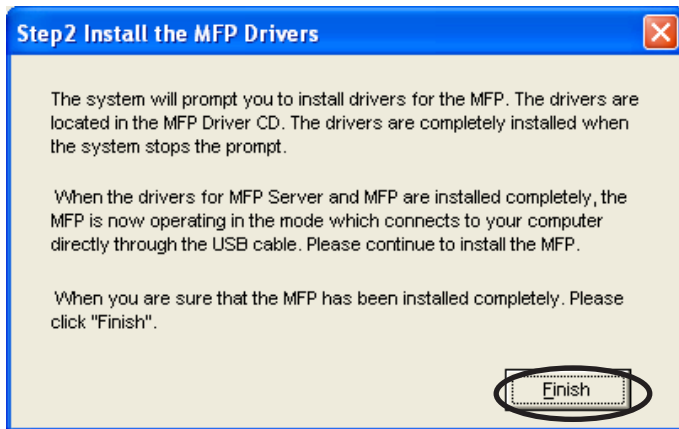 Step2 Install the MFP Drivers
The system will prompt you to install drivers for the MFP. The drivers are
located in the MFP Driver CD. The drivers are completely installed when
the system stops the prompt.
When the drivers for MFP Server and MFP are installed completely, the
MFP is now operating in the mode which connects to your computer
directly through the USB cable. Please continue to install the MFP.
When you are sure that the MFP has been installed completely. Please
click "Finish".
Finish